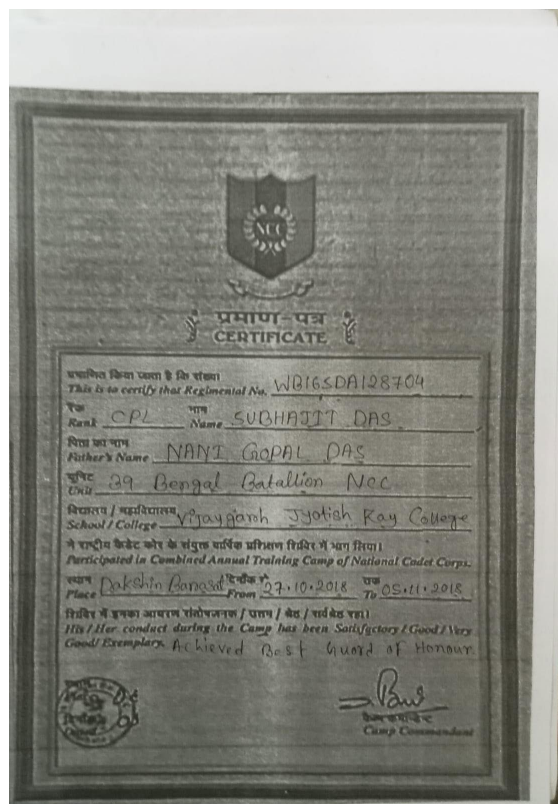 NCC
प्रमाण-पत्र
CERTIFICATE
प्रमाणित किया जाता है कि संख्या
This is to certify that Regimental No. WB16SDA128704
रैंक नाम
Rank CPL Name SUBHAJIT DAS
पिता का नाम
Father's Name NANI GOPAL DAS
यूनिट
Unit 39 Bengal Batallion NCC
विद्यालय / महाविद्यालय
School / College Vijaygarh Jyotish Ray College
ने राष्ट्रीय कैडेट कोर के संयुक्त वार्षिक प्रशिक्षण शिविर में भाग लिया।
Participated in Combined Annual Training Camp of National Cadet Corps.
स्थान दिनाँक से तक
Place Dakshin Barasat From 27.10.2018 To 05.11.2018
शिविर में इनका आचरण संतोषजनक / उत्तम / श्रेष्ठ / सर्वश्रेष्ठ रहा।
His / Her conduct during the Camp has been Satisfactory / Good / Very
Good / Exemplary. Achieved Best Guard of Honour
कैम्प कमाण्डेन्ट
Camp Commandant